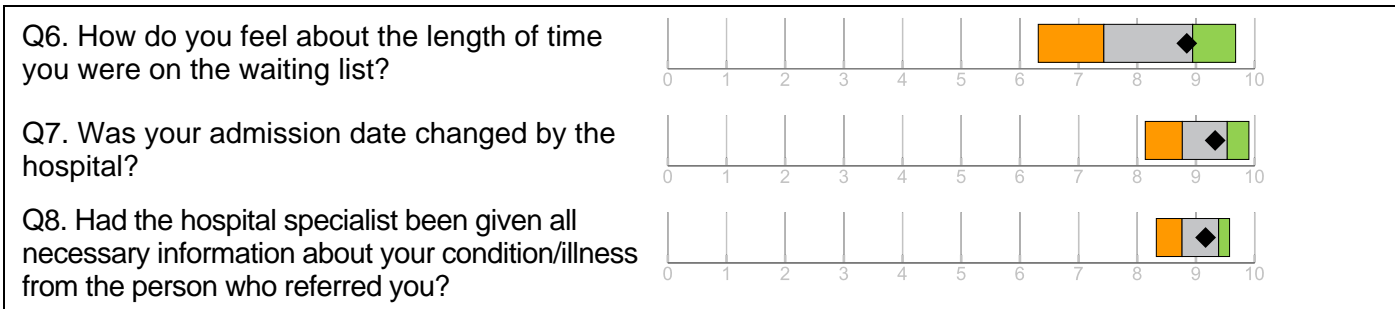 Q6. How do you feel about the length of time
you were on the waiting list?
0 1 2 3 4 5 6 7 8 9 10
Q7. Was your admission date changed by the
hospital?
0 1 2 3 4 5 6 7 8 9 10
Q8. Had the hospital specialist been given all
necessary information about your condition/illness
from the person who referred you?
0 1 2 3 4 5 6 7 8 9 10